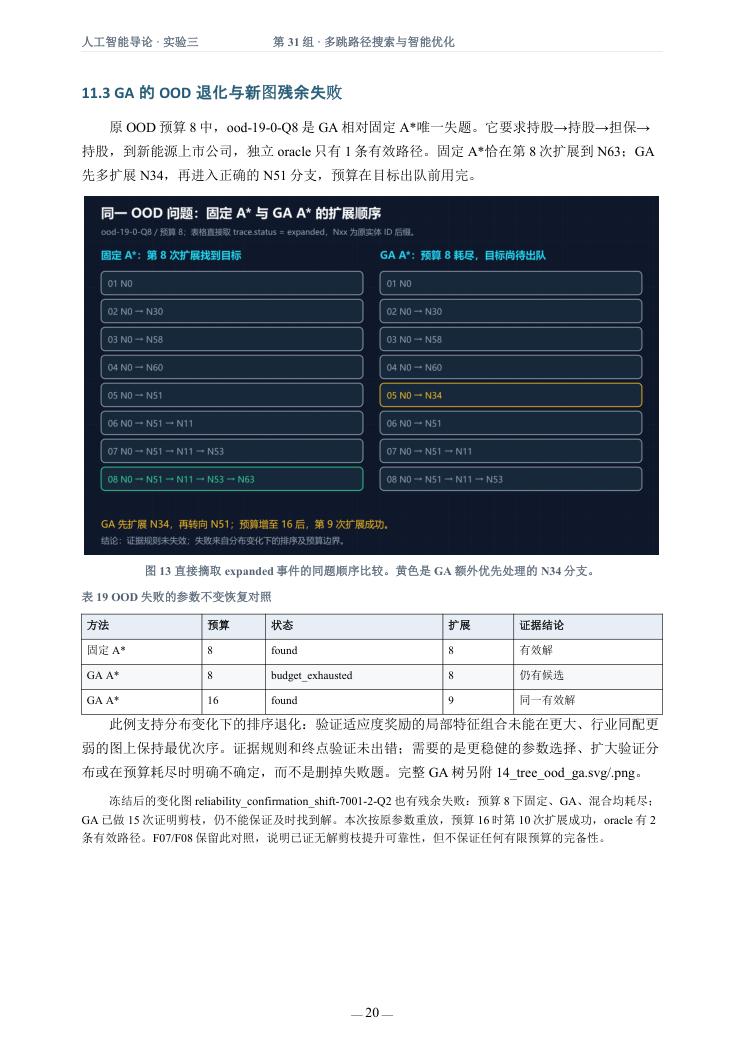 人工智能导论 · 实验三 第 31 组 · 多跳路径搜索与智能优化
11.3 GA 的 OOD 退化与新图残余失败
原 OOD 预算 8 中，ood-19-0-Q8 是 GA 相对固定 A*唯一失题。它要求持股→持股→担保→
持股，到新能源上市公司，独立 oracle 只有 1 条有效路径。固定 A*恰在第 8 次扩展到 N63；GA
先多扩展 N34，再进入正确的 N51 分支，预算在目标出队前用完。
同一 OOD 问题：固定 A* 与 GA A* 的扩展顺序
ood-19-0-Q8 / 预算 8；表格直接取 trace.status = expanded，Nxx 为原实体 ID 后缀。
固定 A*：第 8 次扩展找到目标
01 N0
02 N0 → N30
03 N0 → N58
04 N0 → N60
05 N0 → N51
06 N0 → N51 → N11
07 N0 → N51 → N11 → N53
08 N0 → N51 → N11 → N53 → N63
GA A*：预算 8 耗尽，目标尚待出队
01 N0
02 N0 → N30
03 N0 → N58
04 N0 → N60
05 N0 → N34
06 N0 → N51
07 N0 → N51 → N11
08 N0 → N51 → N11 → N53
GA 先扩展 N34，再转向 N51；预算增至 16 后，第 9 次扩展成功。
结论：证据规则未失效；失败来自分布变化下的排序及预算边界。
图 13 直接摘取 expanded 事件的同题顺序比较。黄色是 GA 额外优先处理的 N34 分支。
表 19 OOD 失败的参数不变恢复对照
方法 预算 状态 扩展 证据结论
固定 A* 8 found 8 有效解
GA A* 8 budget_exhausted 8 仍有候选
GA A* 16 found 9 同一有效解
此例支持分布变化下的排序退化：验证适应度奖励的局部特征组合未能在更大、行业同配更
弱的图上保持最优次序。证据规则和终点验证未出错；需要的是更稳健的参数选择、扩大验证分
布或在预算耗尽时明确不确定，而不是删掉失败题。完整 GA 树另附 14_tree_ood_ga.svg/.png。
冻结后的变化图 reliability_confirmation_shift-7001-2-Q2 也有残余失败：预算 8 下固定、GA、混合均耗尽；
GA 已做 15 次证明剪枝，仍不能保证及时找到解。本次按原参数重放，预算 16 时第 10 次扩展成功，oracle 有 2
条有效路径。F07/F08 保留此对照，说明已证无解剪枝提升可靠性，但不保证任何有限预算的完备性。
— 20 —